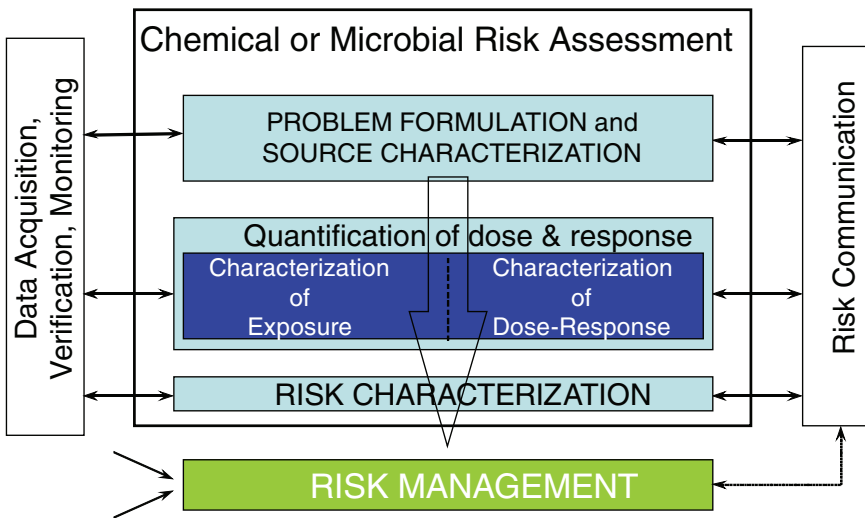 Chemical or Microbial Risk Assessment
Data Acquisition,
Verification, Monitoring
PROBLEM FORMULATION and
SOURCE CHARACTERIZATION
Quantification of dose & response
Characterization
of
Exposure
Characterization
of
Dose-Response
RISK CHARACTERIZATION
Risk Communication
RISK MANAGEMENT